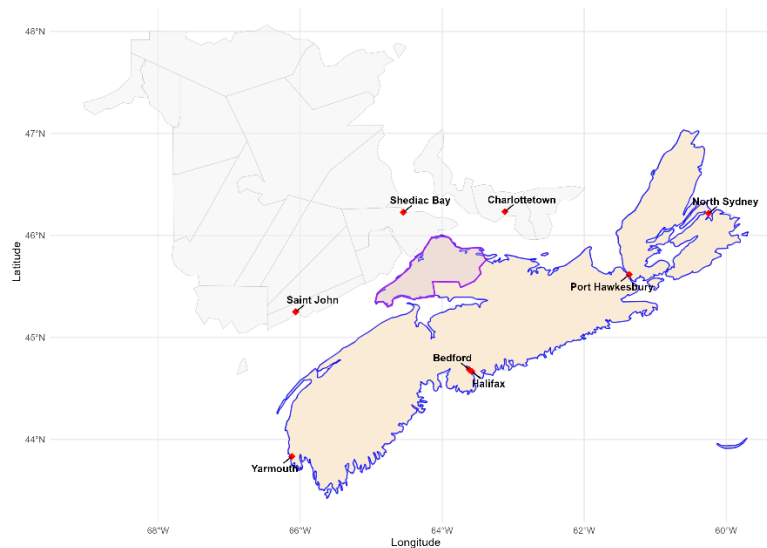 48°N
47°N
46°N
45°N
44°N
Latitude
Shediac Bay
Charlottetown
North Sydney
Port Hawkesbury
Saint John
Bedford
Halifax
Yarmouth
68°W
66°W
64°W
62°W
60°W
Longitude